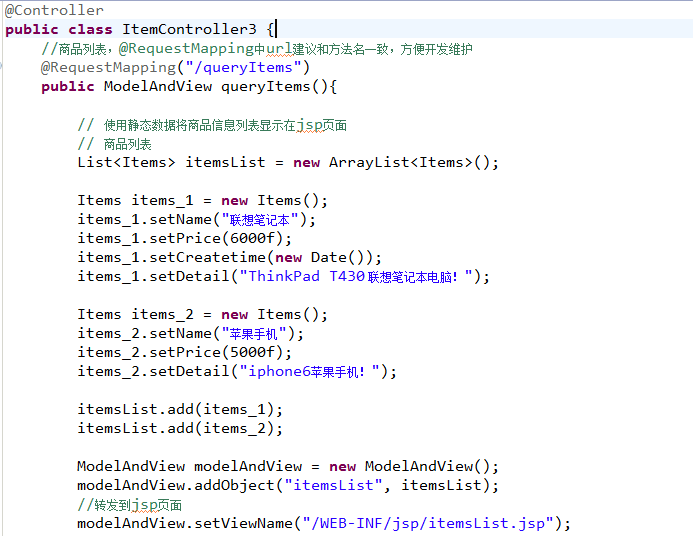 @Controller
public class ItemController3 {
//商品列表，@RequestMapping中url建议和方法名一致，方便开发维护
@RequestMapping("/queryItems")
public ModelAndView queryItems(){
// 使用静态数据将商品信息列表显示在jsp页面
// 商品列表
List<Items> itemsList = new ArrayList<Items>();
Items items_1 = new Items();
items_1.setName("联想笔记本");
items_1.setPrice(6000f);
items_1.setCreatetime(new Date());
items_1.setDetail("ThinkPad T430 联想笔记本电脑！");
Items items_2 = new Items();
items_2.setName("苹果手机");
items_2.setPrice(5000f);
items_2.setDetail("iphone6苹果手机！");
itemsList.add(items_1);
itemsList.add(items_2);
ModelAndView modelAndView = new ModelAndView();
modelAndView.addObject("itemsList", itemsList);
//转发到jsp页面
modelAndView.setViewName("/WEB-INF/jsp/itemsList.jsp");